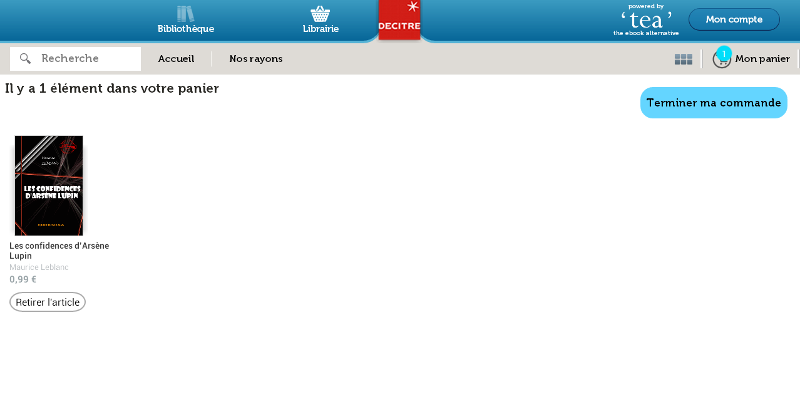 Bibliothèque
Librairie
DECITRE
powered by
‘tea’
the ebook alternative
Mon compte
Recherche
Accueil
Nos rayons
1
Mon panier
Il y a 1 élément dans votre panier
Terminer ma commande
LES CONFIDENCES
D'ARSÈNE LUPIN
Les confidences d'Arsène
Lupin
Maurice Leblanc
0,99 €
Retirer l'article